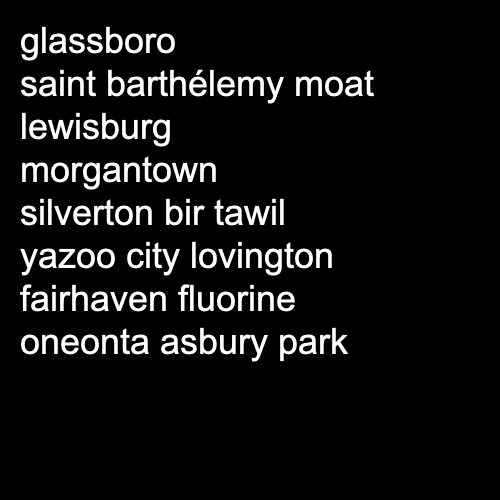 glassboro
saint barthélemy moat
lewisburg
morgantown
silverton bir tawil
yazoo city lovington
fairhaven fluorine
oneonta asbury park